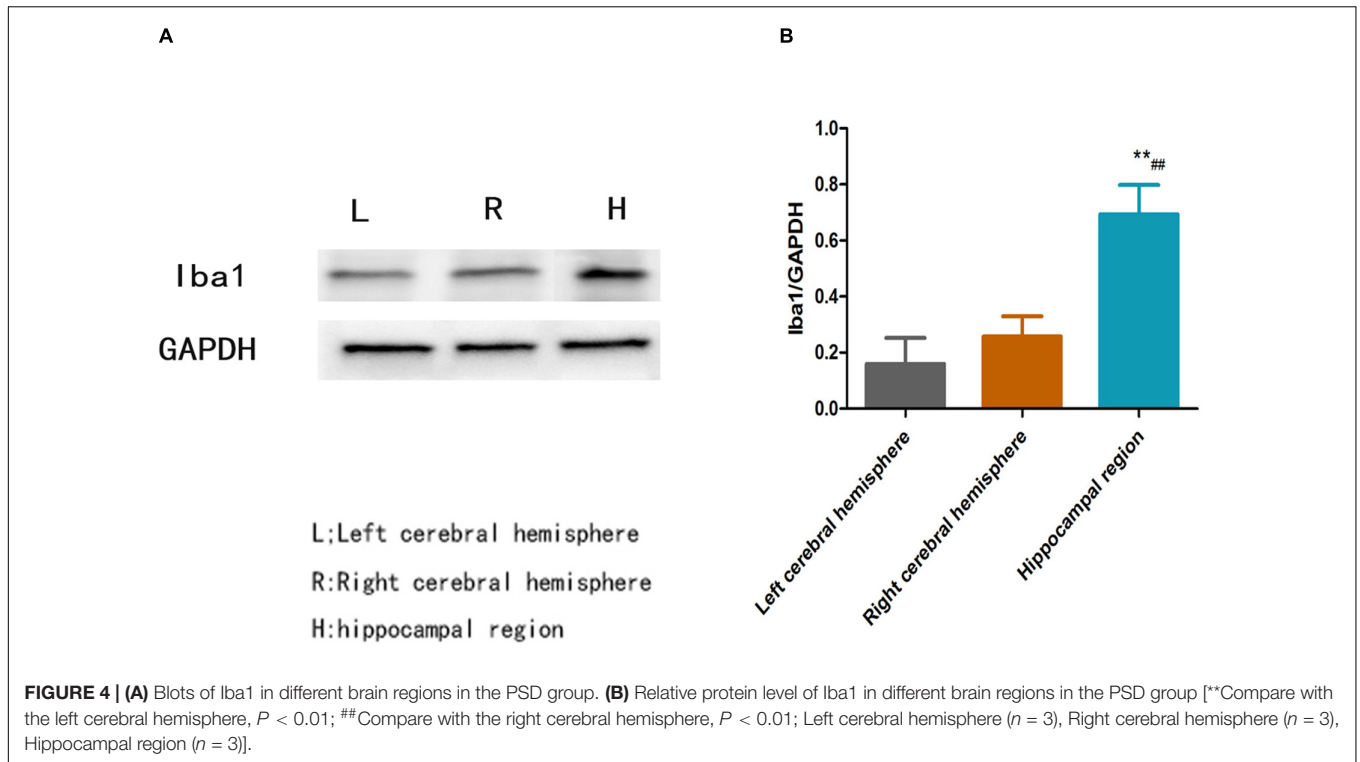 A
B
L R H
Iba1
GAPDH
L;Left cerebral hemisphere
R:Right cerebral hemisphere
H:hippocampal region
1.0
0.8
0.6
0.4
0.2
0.0
Iba1/GAPDH
**##
Left cerebral hemisphere
Right cerebral hemisphere
Hippocampal region
FIGURE 4 | (A) Blots of Iba1 in different brain regions in the PSD group. (B) Relative protein level of Iba1 in different brain regions in the PSD group [**Compare with
the left cerebral hemisphere, P < 0.01; ##Compare with the right cerebral hemisphere, P < 0.01; Left cerebral hemisphere (n = 3), Right cerebral hemisphere (n = 3),
Hippocampal region (n = 3)].